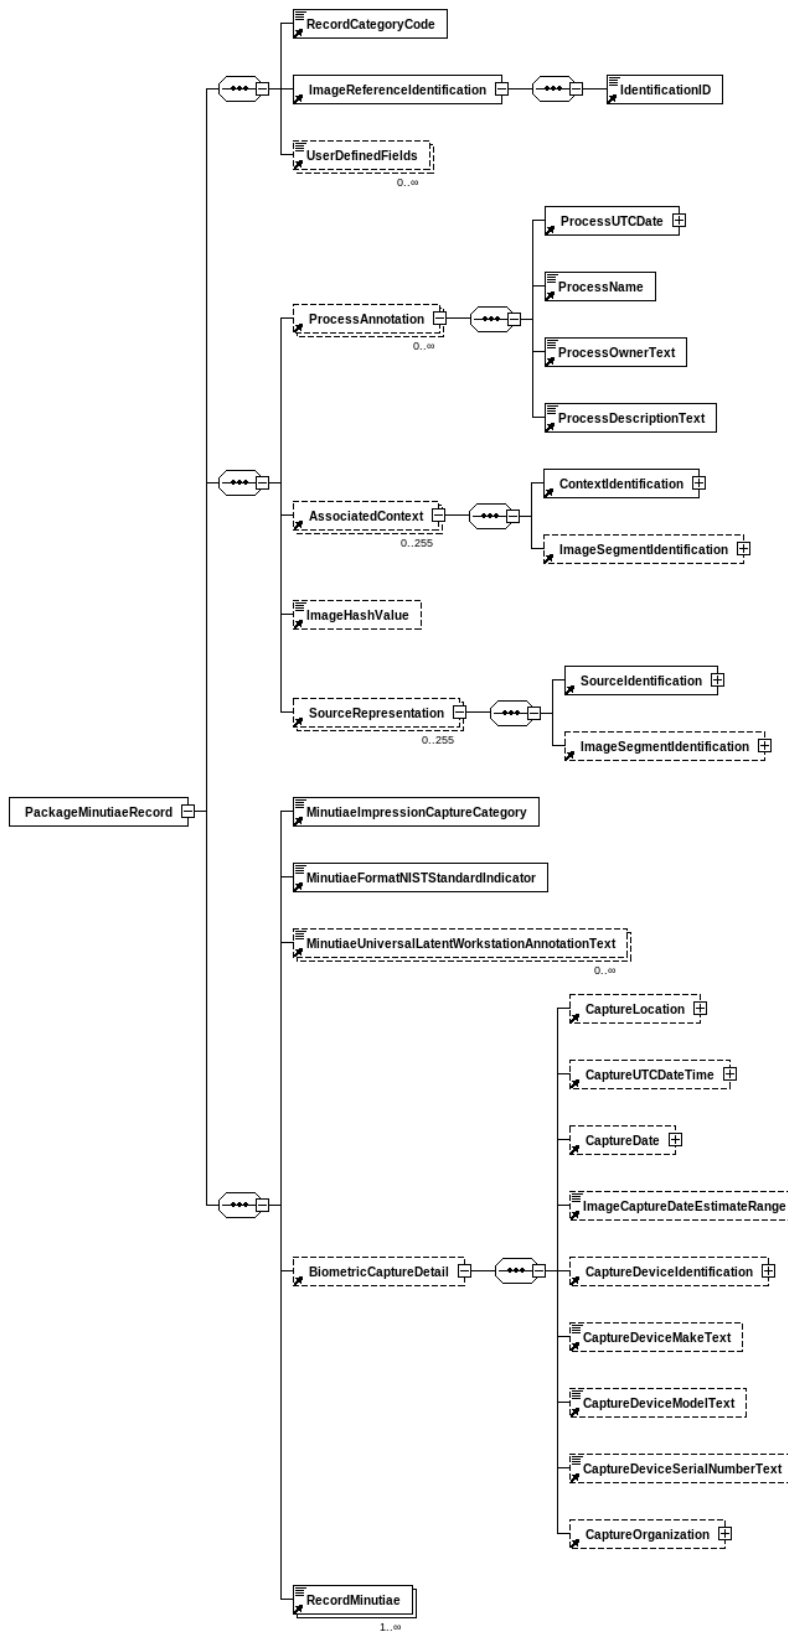 RecordCategoryCode
ImageReferenceIdentification
IdentificationID
UserDefinedFields
0..∞
ProcessUTCDate
ProcessName
ProcessAnnotation
0..∞
ProcessOwnerText
ProcessDescriptionText
ContextIdentification
AssociatedContext
0..255
ImageSegmentIdentification
ImageHashValue
SourceIdentification
SourceRepresentation
0..255
ImageSegmentIdentification
PackageMinutiaeRecord
MinutiaeImpressionCaptureCategory
MinutiaeFormatNISTStandardIndicator
MinutiaeUniversalLatentWorkstationAnnotationText
0..∞
CaptureLocation
CaptureUTCDateTime
CaptureDate
ImageCaptureDateEstimateRange
BiometricCaptureDetail
CaptureDeviceIdentification
CaptureDeviceMakeText
CaptureDeviceModelText
CaptureDeviceSerialNumberText
CaptureOrganization
RecordMinutiae
1..∞